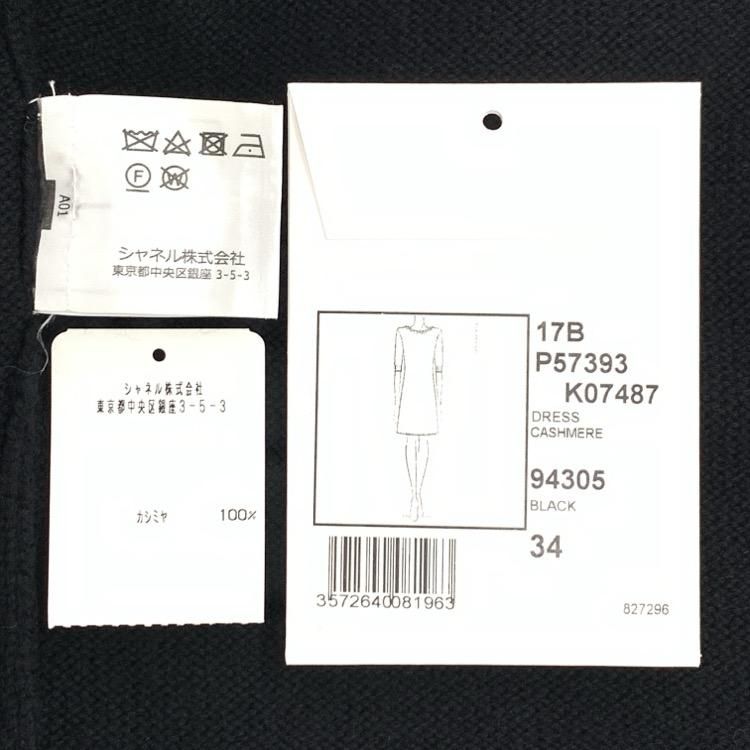 A01
F
W
シャネル株式会社
東京都中央区銀座 3-5-3
シャネル株式会社
東京都中央区銀座3-5-3
カシミヤ 100%
17B
P57393
K07487
DRESS
CASHMERE
94305
BLACK
34
3572640081963
827296